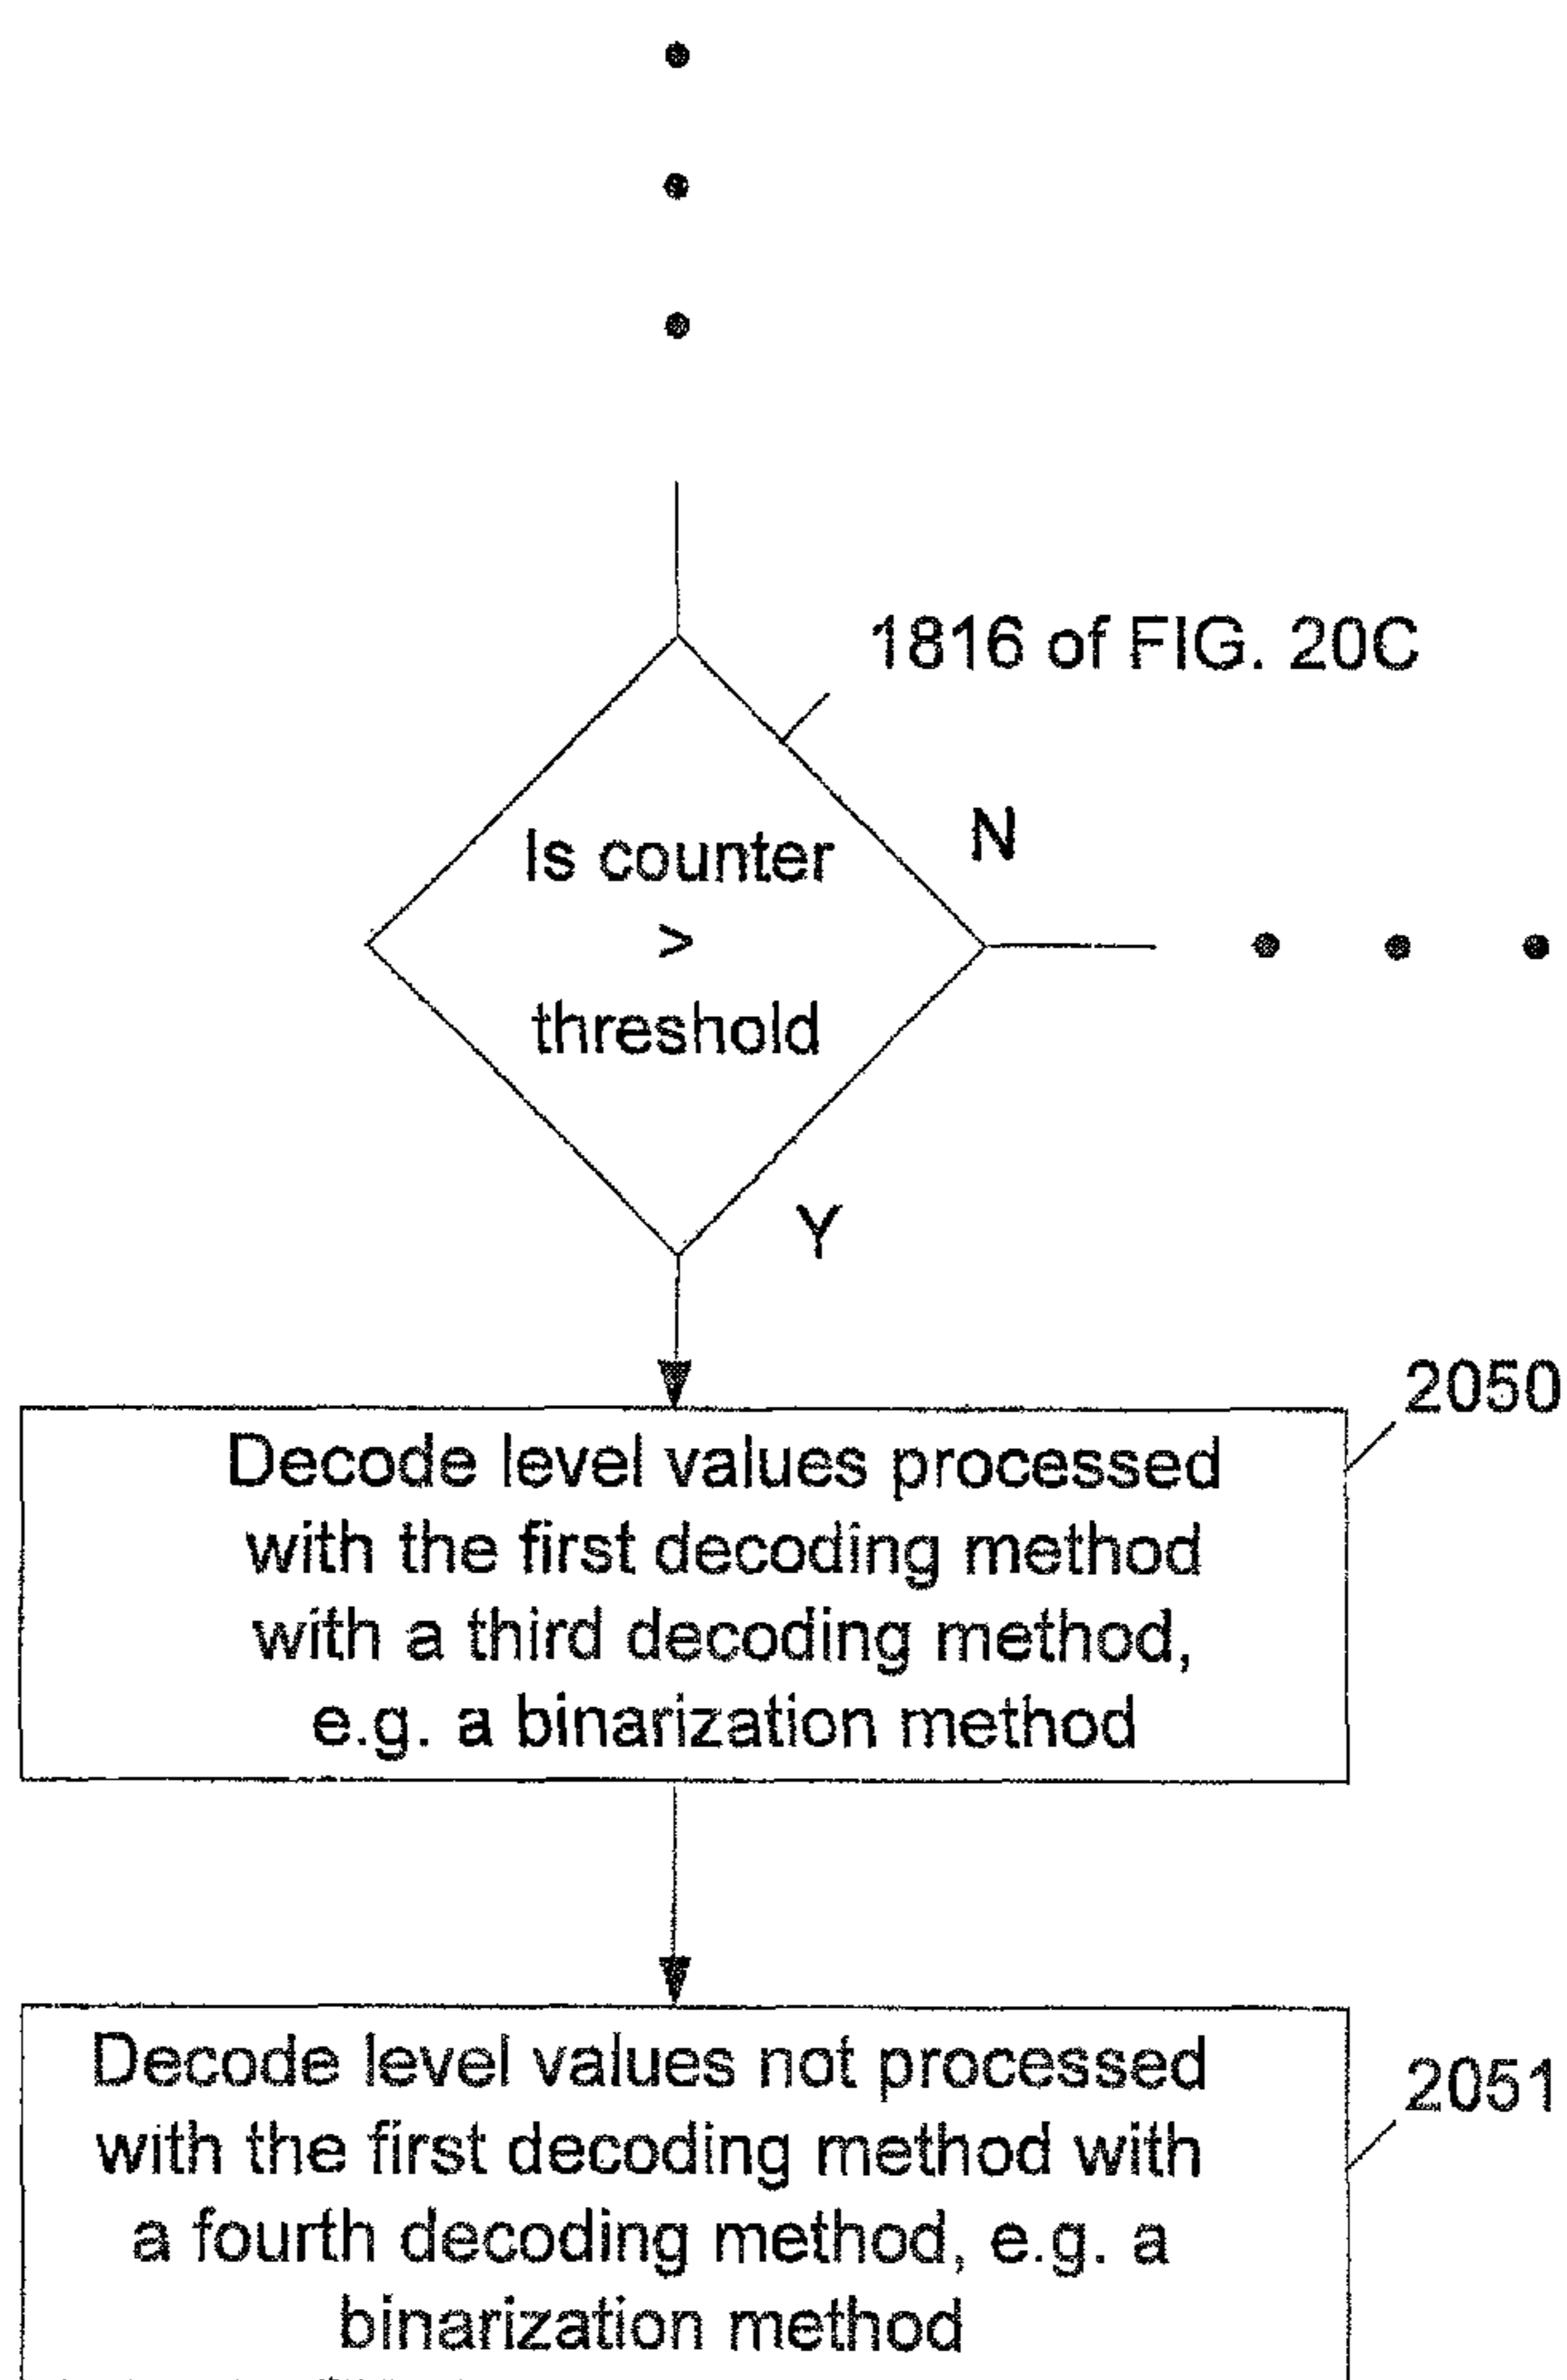 1816 of FIG. 20C
N
Is counter
>
threshold
Y
2050
Decode level values processed
with the first decoding method
with a third decoding method,
e.g. a binarization method
2051
Decode level values not processed
with the first decoding method with
a fourth decoding method, e.g. a
binarization method